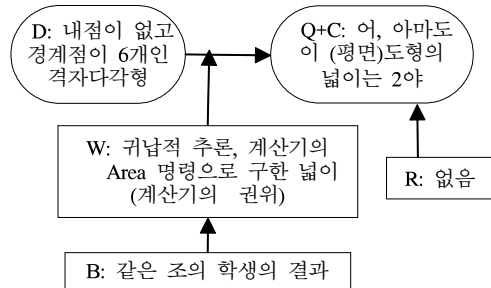 D: 내점이 없고
경계점이 6개인
격자다각형
Q+C: 어, 아마도
이 (평면)도형의
넓이는 2야
W: 귀납적 추론, 계산기의
Area 명령으로 구한 넓이
(계산기의 권위)
R: 없음
B: 같은 조의 학생의 결과